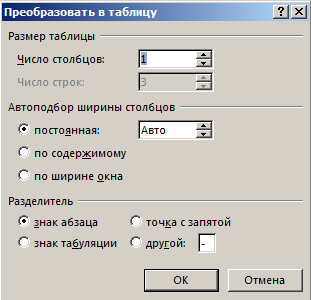 Преобразовать в таблицу
Размер таблицы
Число столбцов: 1
Число строк: 3
Автоподбор ширины столбцов
постоянная: Авто
по содержимому
по ширине окна
Разделитель
знак абзаца точка с запятой
знак табуляции другой: -
ОК Отмена